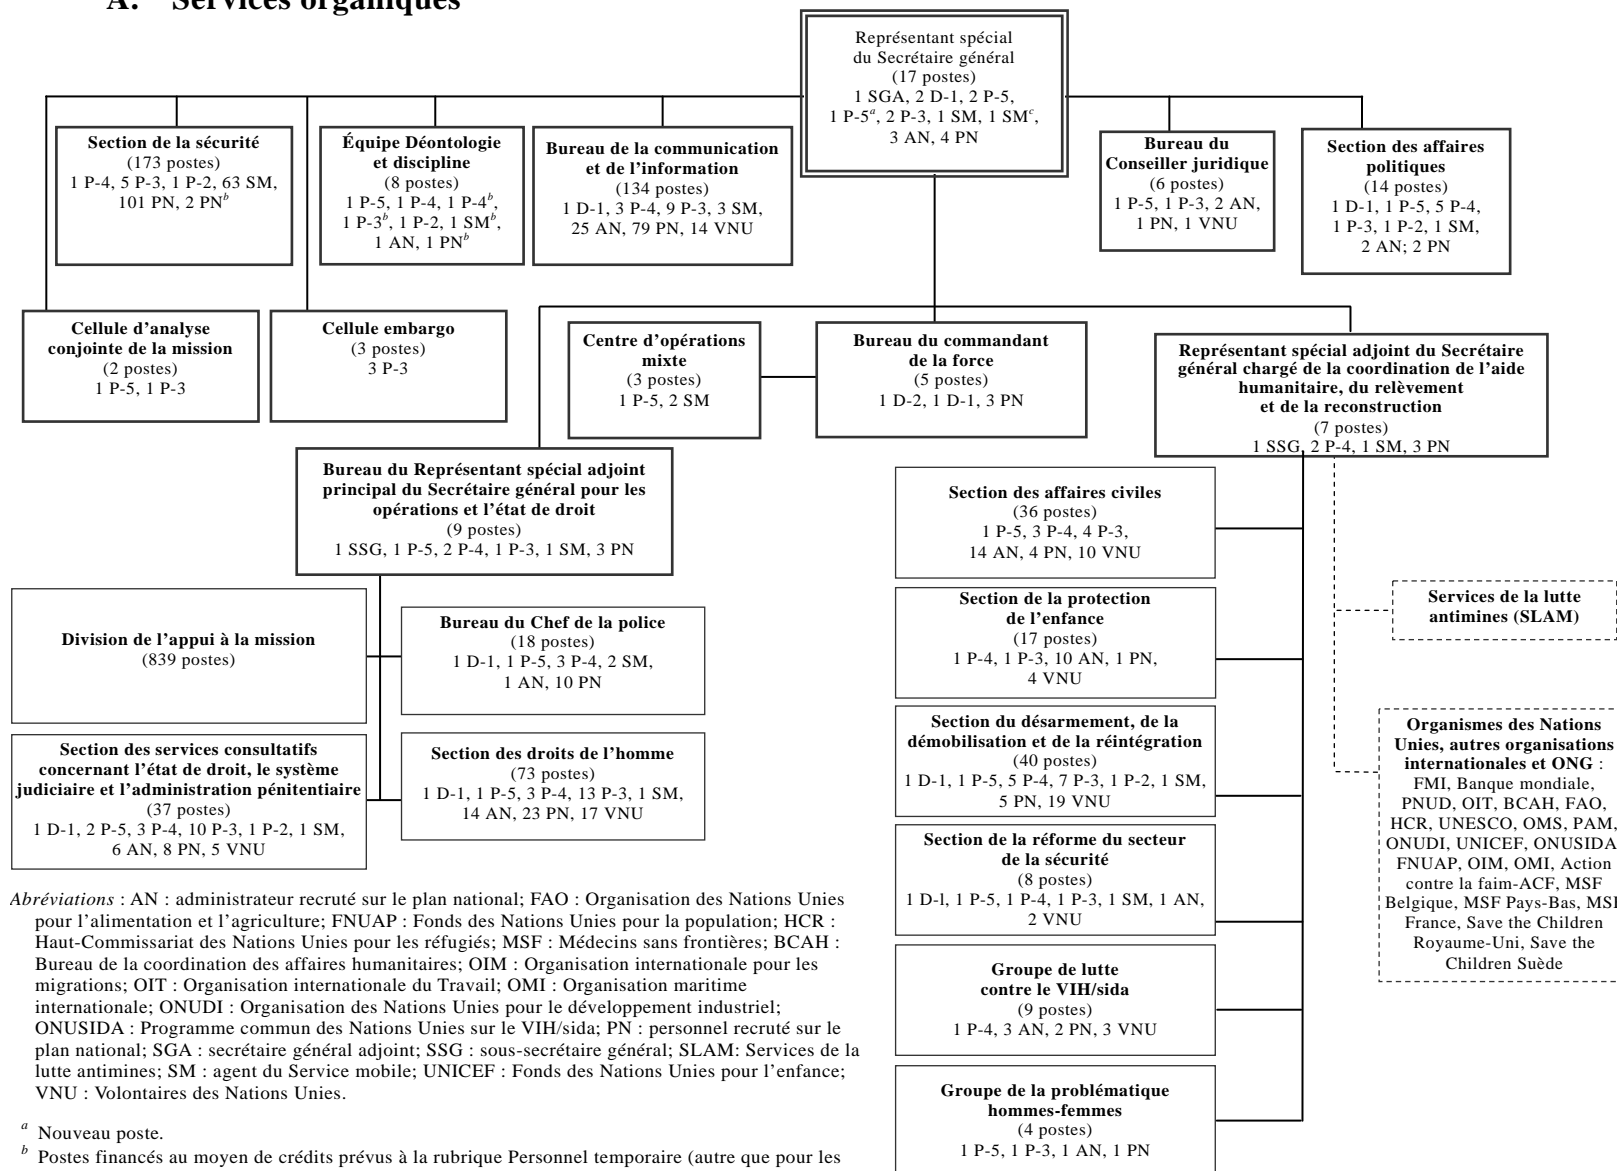 A. Services organiques
Représentant spécial
du Secrétaire général
(17 postes)
1 SGA, 2 D-1, 2 P-5,
1 P-5a, 2 P-3, 1 SM, 1 SMc,
3 AN, 4 PN
Section de la sécurité
(173 postes)
1 P-4, 5 P-3, 1 P-2, 63 SM,
101 PN, 2 PNb
Équipe Déontologie
et discipline
(8 postes)
1 P-5, 1 P-4, 1 P-4b,
1 P-3b, 1 P-2, 1 SMb,
1 AN, 1 PNb
Bureau de la communication
et de l'information
(134 postes)
1 D-1, 3 P-4, 9 P-3, 3 SM,
25 AN, 79 PN, 14 VNU
Bureau du
Conseiller juridique
(6 postes)
1 P-5, 1 P-3, 2 AN,
1 PN, 1 VNU
Section des affaires
politiques
(14 postes)
1 D-1, 1 P-5, 5 P-4,
1 P-3, 1 P-2, 1 SM,
2 AN; 2 PN
Cellule d'analyse
conjointe de la mission
(2 postes)
1 P-5, 1 P-3
Cellule embargo
(3 postes)
3 P-3
Centre d'opérations
mixte
(3 postes)
1 P-5, 2 SM
Bureau du commandant
de la force
(5 postes)
1 D-2, 1 D-1, 3 PN
Représentant spécial adjoint du Secrétaire
général chargé de la coordination de l'aide
humanitaire, du relèvement
et de la reconstruction
(7 postes)
1 SSG, 2 P-4, 1 SM, 3 PN
Bureau du Représentant spécial adjoint
principal du Secrétaire général pour les
opérations et l'état de droit
(9 postes)
1 SSG, 1 P-5, 2 P-4, 1 P-3, 1 SM, 3 PN
Division de l'appui à la mission
(839 postes)
Bureau du Chef de la police
(18 postes)
1 D-1, 1 P-5, 3 P-4, 2 SM,
1 AN, 10 PN
Section des services consultatifs
concernant l'état de droit, le système
judiciaire et l'administration pénitentiaire
(37 postes)
1 D-1, 2 P-5, 3 P-4, 10 P-3, 1 P-2, 1 SM,
6 AN, 8 PN, 5 VNU
Section des droits de l'homme
(73 postes)
1 D-1, 1 P-5, 3 P-4, 13 P-3, 1 SM,
14 AN, 23 PN, 17 VNU
Section des affaires civiles
(36 postes)
1 P-5, 3 P-4, 4 P-3,
14 AN, 4 PN, 10 VNU
Section de la protection
de l'enfance
(17 postes)
1 P-4, 1 P-3, 10 AN, 1 PN,
4 VNU
Section du désarmement, de la
démobilisation et de la réintégration
(40 postes)
1 D-1, 1 P-5, 5 P-4, 7 P-3, 1 P-2, 1 SM,
5 PN, 19 VNU
Section de la réforme du secteur
de la sécurité
(8 postes)
1 D-l, 1 P-5, 1 P-4, 1 P-3, 1 SM, 1 AN,
2 VNU
Groupe de lutte
contre le VIH/sida
(9 postes)
1 P-4, 3 AN, 2 PN, 3 VNU
Groupe de la problématique
hommes-femmes
(4 postes)
1 P-5, 1 P-3, 1 AN, 1 PN
Services de la lutte
antimines (SLAM)
Organismes des Nations
Unies, autres organisations
internationales et ONG :
FMI, Banque mondiale,
PNUD, OIT, BCAH, FAO,
HCR, UNESCO, OMS, PAM,
ONUDI, UNICEF, ONUSIDA
FNUAP, OIM, OMI, Action
contre la faim-ACF, MSF
Belgique, MSF Pays-Bas, MSF
France, Save the Children
Royaume-Uni, Save the
Children Suède
Abréviations : AN : administrateur recruté sur le plan national; FAO : Organisation des Nations Unies
pour l'alimentation et l'agriculture; FNUAP : Fonds des Nations Unies pour la population; HCR :
Haut-Commissariat des Nations Unies pour les réfugiés; MSF : Médecins sans frontières; BCAH :
Bureau de la coordination des affaires humanitaires; OIM : Organisation internationale pour les
migrations; OIT : Organisation internationale du Travail; OMI : Organisation maritime
internationale; ONUDI : Organisation des Nations Unies pour le développement industriel;
ONUSIDA : Programme commun des Nations Unies sur le VIH/sida; PN : personnel recruté sur le
plan national; SGA : secrétaire général adjoint; SSG : sous-secrétaire général; SLAM: Services de la
lutte antimines; SM : agent du Service mobile; UNICEF : Fonds des Nations Unies pour l'enfance;
VNU : Volontaires des Nations Unies.
a Nouveau poste.
b Postes financés au moyen de crédits prévus à la rubrique Personnel temporaire (autre que pour les